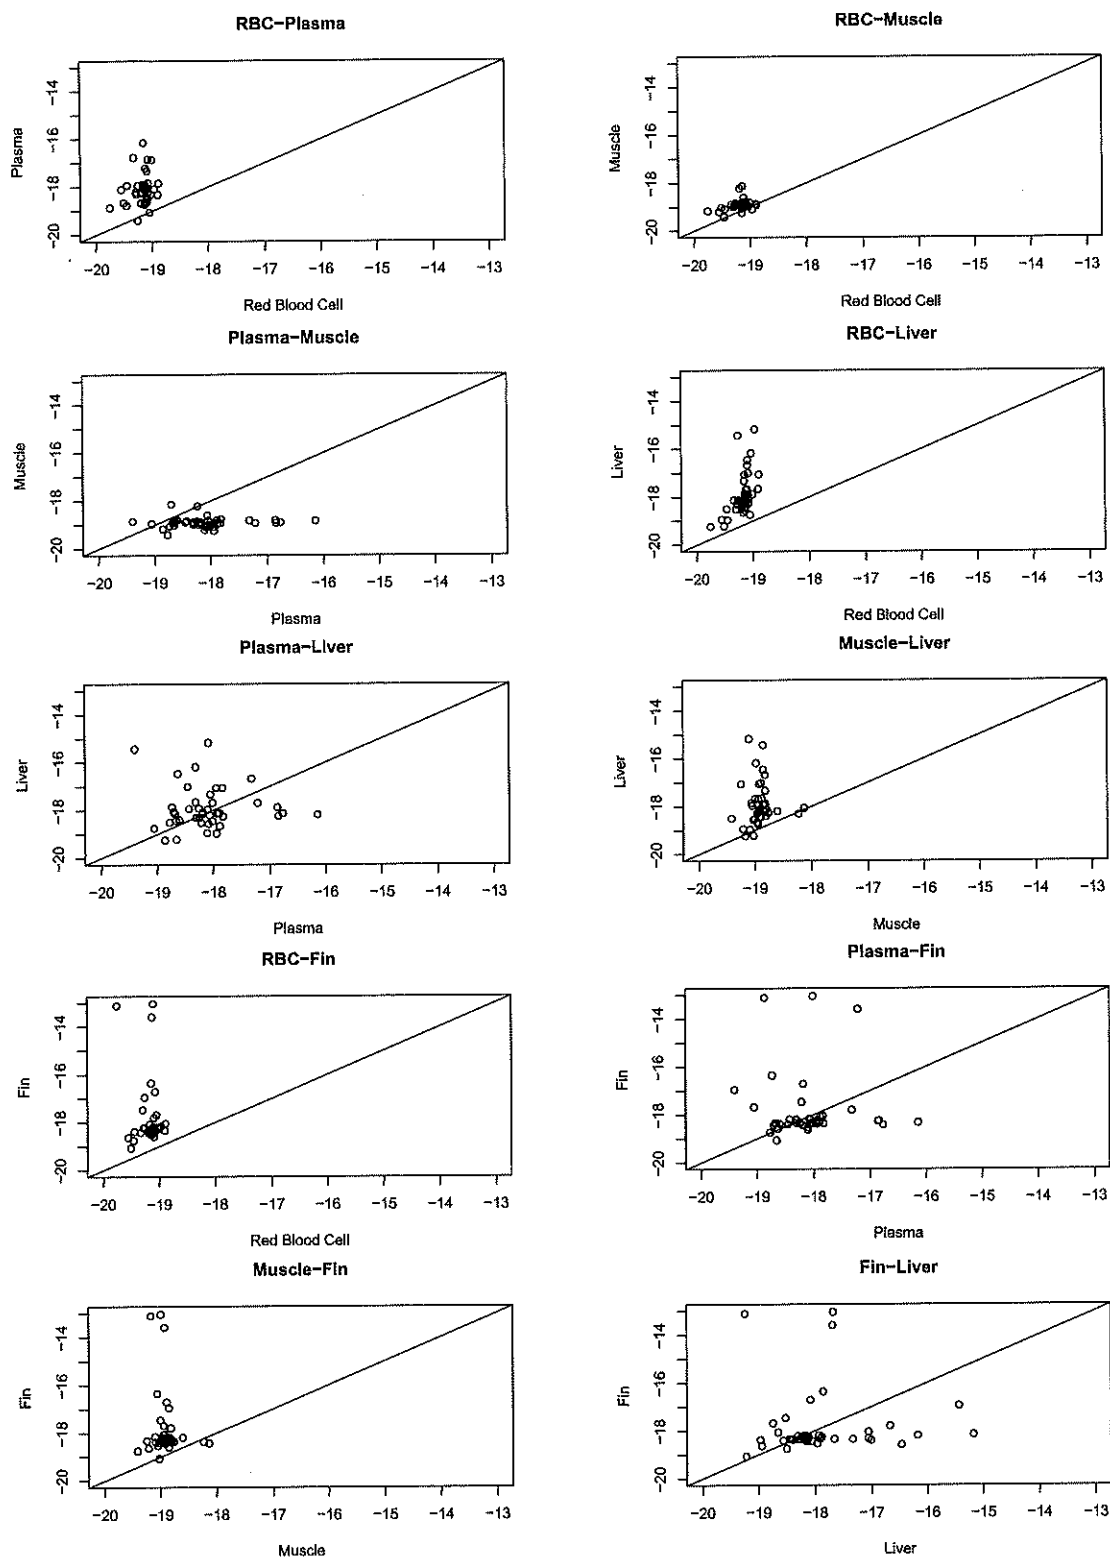 RBC–Plasma
Plasma
−14
−16
−18
−20
−20 −19 −18 −17 −16 −15 −14 −13
Red Blood Cell
RBC–Muscle
Muscle
−14
−16
−18
−20
−20 −19 −18 −17 −16 −15 −14 −13
Red Blood Cell
Plasma–Muscle
Muscle
−14
−16
−18
−20
−20 −19 −18 −17 −16 −15 −14 −13
Plasma
RBC–Liver
Liver
−14
−16
−18
−20
−20 −19 −18 −17 −16 −15 −14 −13
Red Blood Cell
Plasma–Liver
Liver
−14
−16
−18
−20
−20 −19 −18 −17 −16 −15 −14 −13
Plasma
Muscle–Liver
Liver
−14
−16
−18
−20
−20 −19 −18 −17 −16 −15 −14 −13
Muscle
RBC–Fin
Fin
−14
−16
−18
−20
−20 −19 −18 −17 −16 −15 −14 −13
Red Blood Cell
Plasma–Fin
Fin
−14
−16
−18
−20
−20 −19 −18 −17 −16 −15 −14 −13
Plasma
Muscle–Fin
Fin
−14
−16
−18
−20
−20 −19 −18 −17 −16 −15 −14 −13
Muscle
Fin–Liver
Fin
−14
−16
−18
−20
−20 −19 −18 −17 −16 −15 −14 −13
Liver